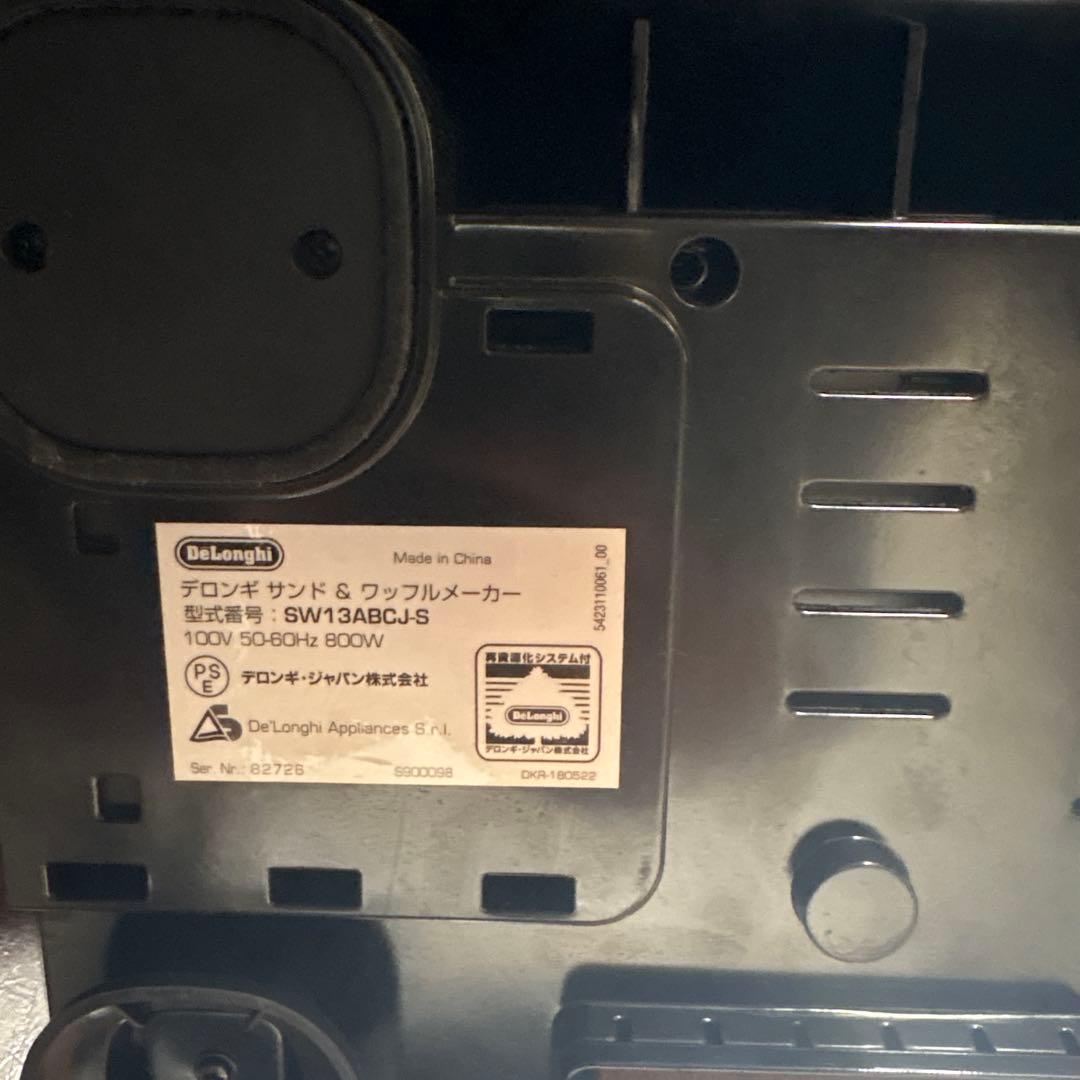 DeLonghi
Made in China
デロンギ サンド & ワッフルメーカー
型式番号 : SW13ABCJ-S
100V 50-60Hz 800W
PS
E
デロンギ・ジャパン株式会社
De'Longhi Appliances S.r.l.
Ser. Nr.: 82726
S900098
5423110061_00
再資源化システム付
DeLonghi
デロンギ・ジャパン株式会社
DKR-180522